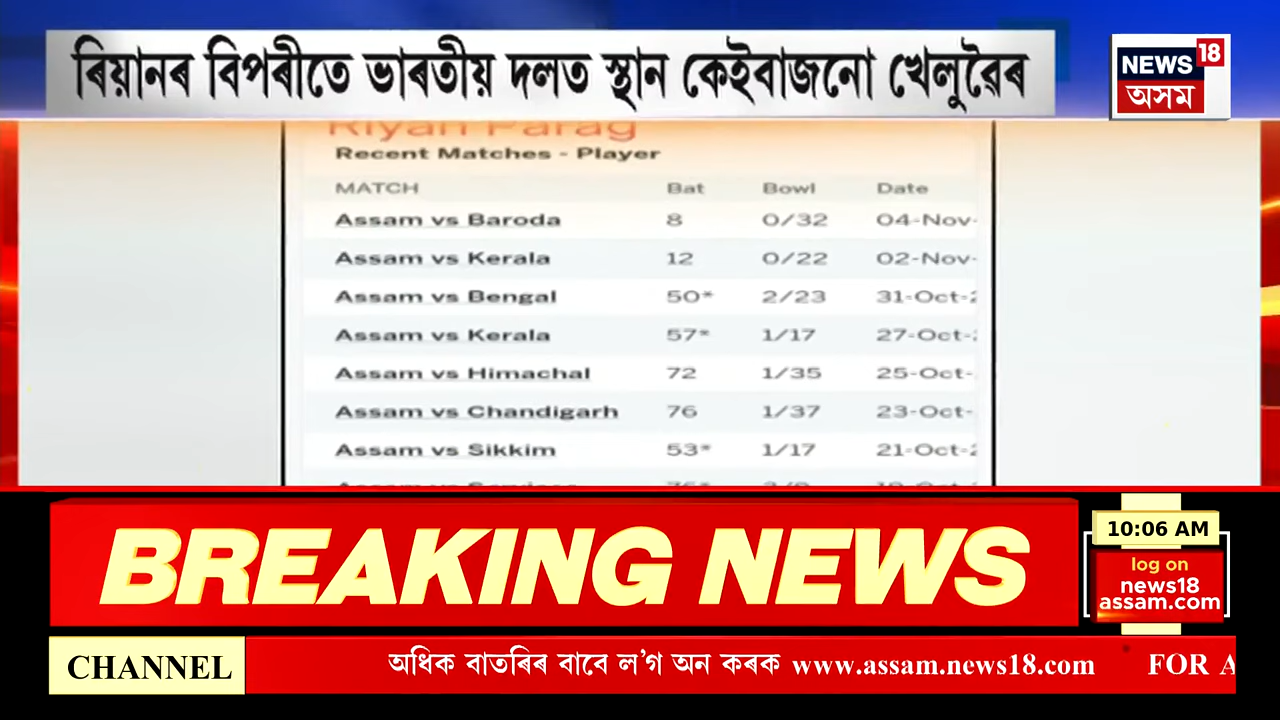 ৰিয়ানৰ বিপৰীতে ভাৰতীয় দলত স্থান কেইবাজনো খেলুৱৈৰ
NEWS 18
অসম
Riyan Parag
Recent Matches - Player
MATCH Bat Bowl Date
Assam vs Baroda 8 0/32 04-Nov-
Assam vs Kerala 12 0/22 02-Nov-
Assam vs Bengal 50* 2/23 31-Oct-2
Assam vs Kerala 57* 1/17 27-Oct-
Assam vs Himachal 72 1/35 25-Oct-
Assam vs Chandigarh 76 1/37 23-Oct-
Assam vs Sikkim 53* 1/17 21-Oct-2
BREAKING NEWS
10:06 AM
log on
news18
assam.com
CHANNEL অধিক বাতৰিৰ বাবে ল'গ অন কৰক www.assam.news18.com FOR A